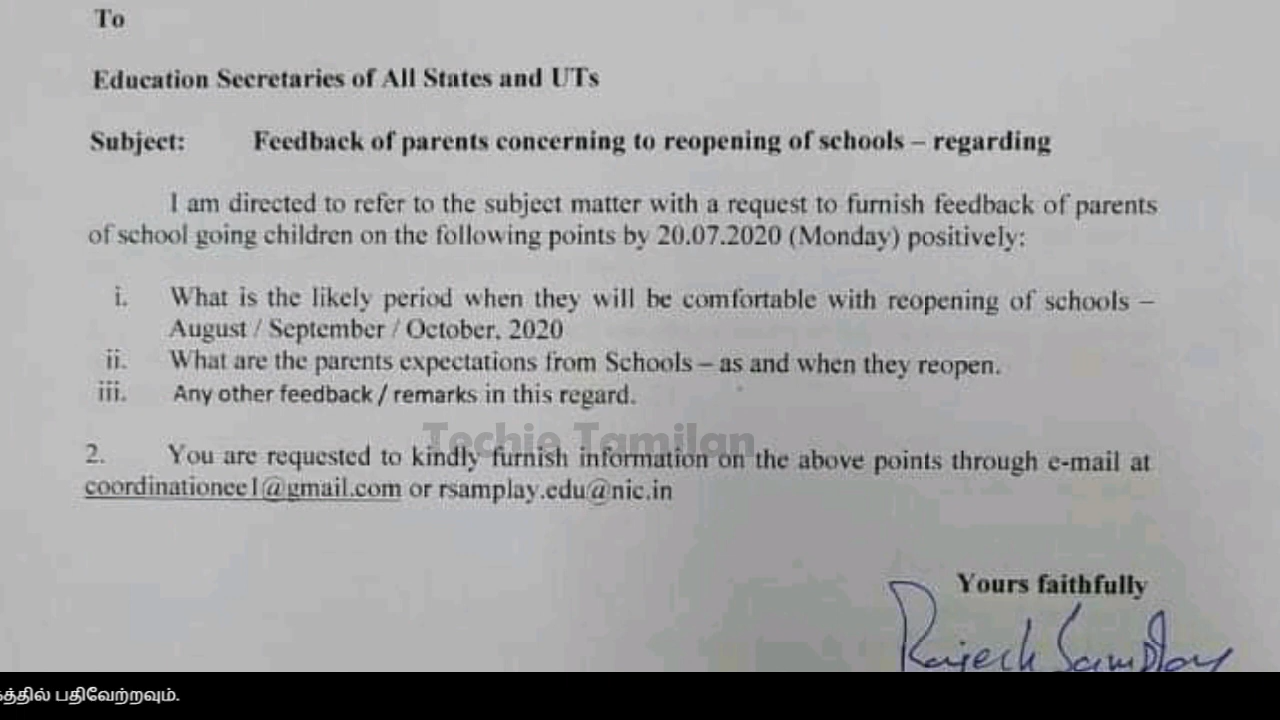 To
Education Secretaries of All States and UTs
Subject: Feedback of parents concerning to reopening of schools – regarding
I am directed to refer to the subject matter with a request to furnish feedback of parents
of school going children on the following points by 20.07.2020 (Monday) positively:
i. What is the likely period when they will be comfortable with reopening of schools –
August / September / October, 2020
ii. What are the parents expectations from Schools – as and when they reopen.
iii. Any other feedback / remarks in this regard.
Techie Tamilan
2. You are requested to kindly furnish information on the above points through e-mail at
coordinationee1@gmail.com or rsamplay.edu@nic.in
Yours faithfully
Rajesh Samplay
பதிவேற்றவும்.